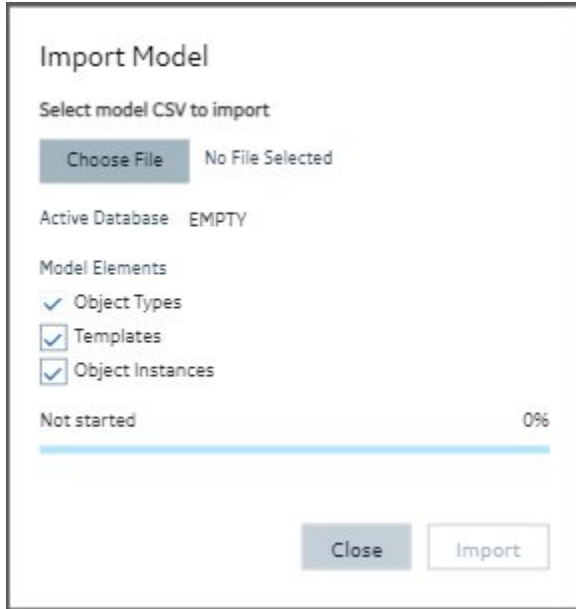 Import Model
Select model CSV to import
Choose File No File Selected
Active Database EMPTY
Model Elements
Object Types
Templates
Object Instances
Not started 0%
Close Import